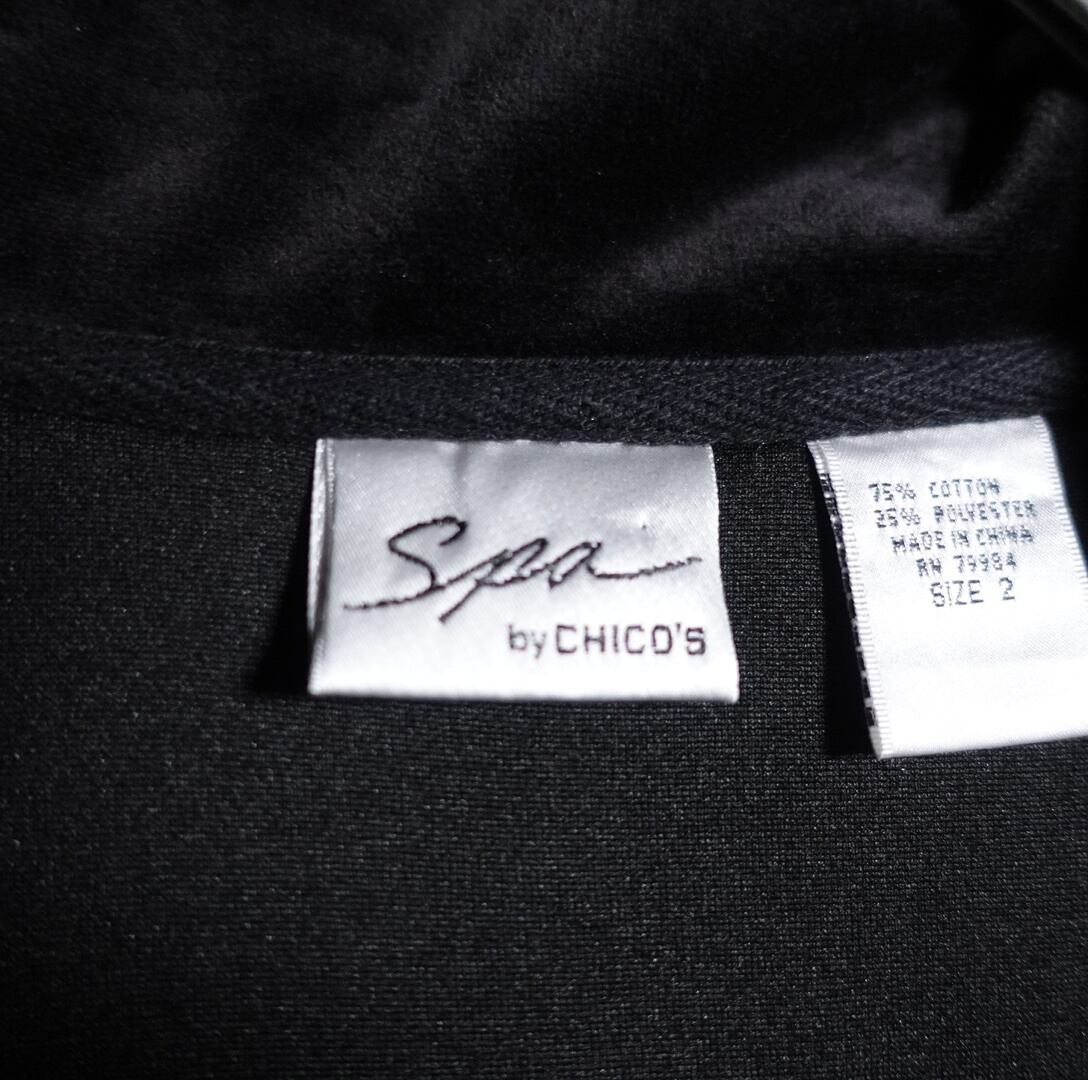 Spa
by CHICO'S
75% COTTON
25% POLYESTER
MADE IN CHINA
RN 79984
SIZE 2